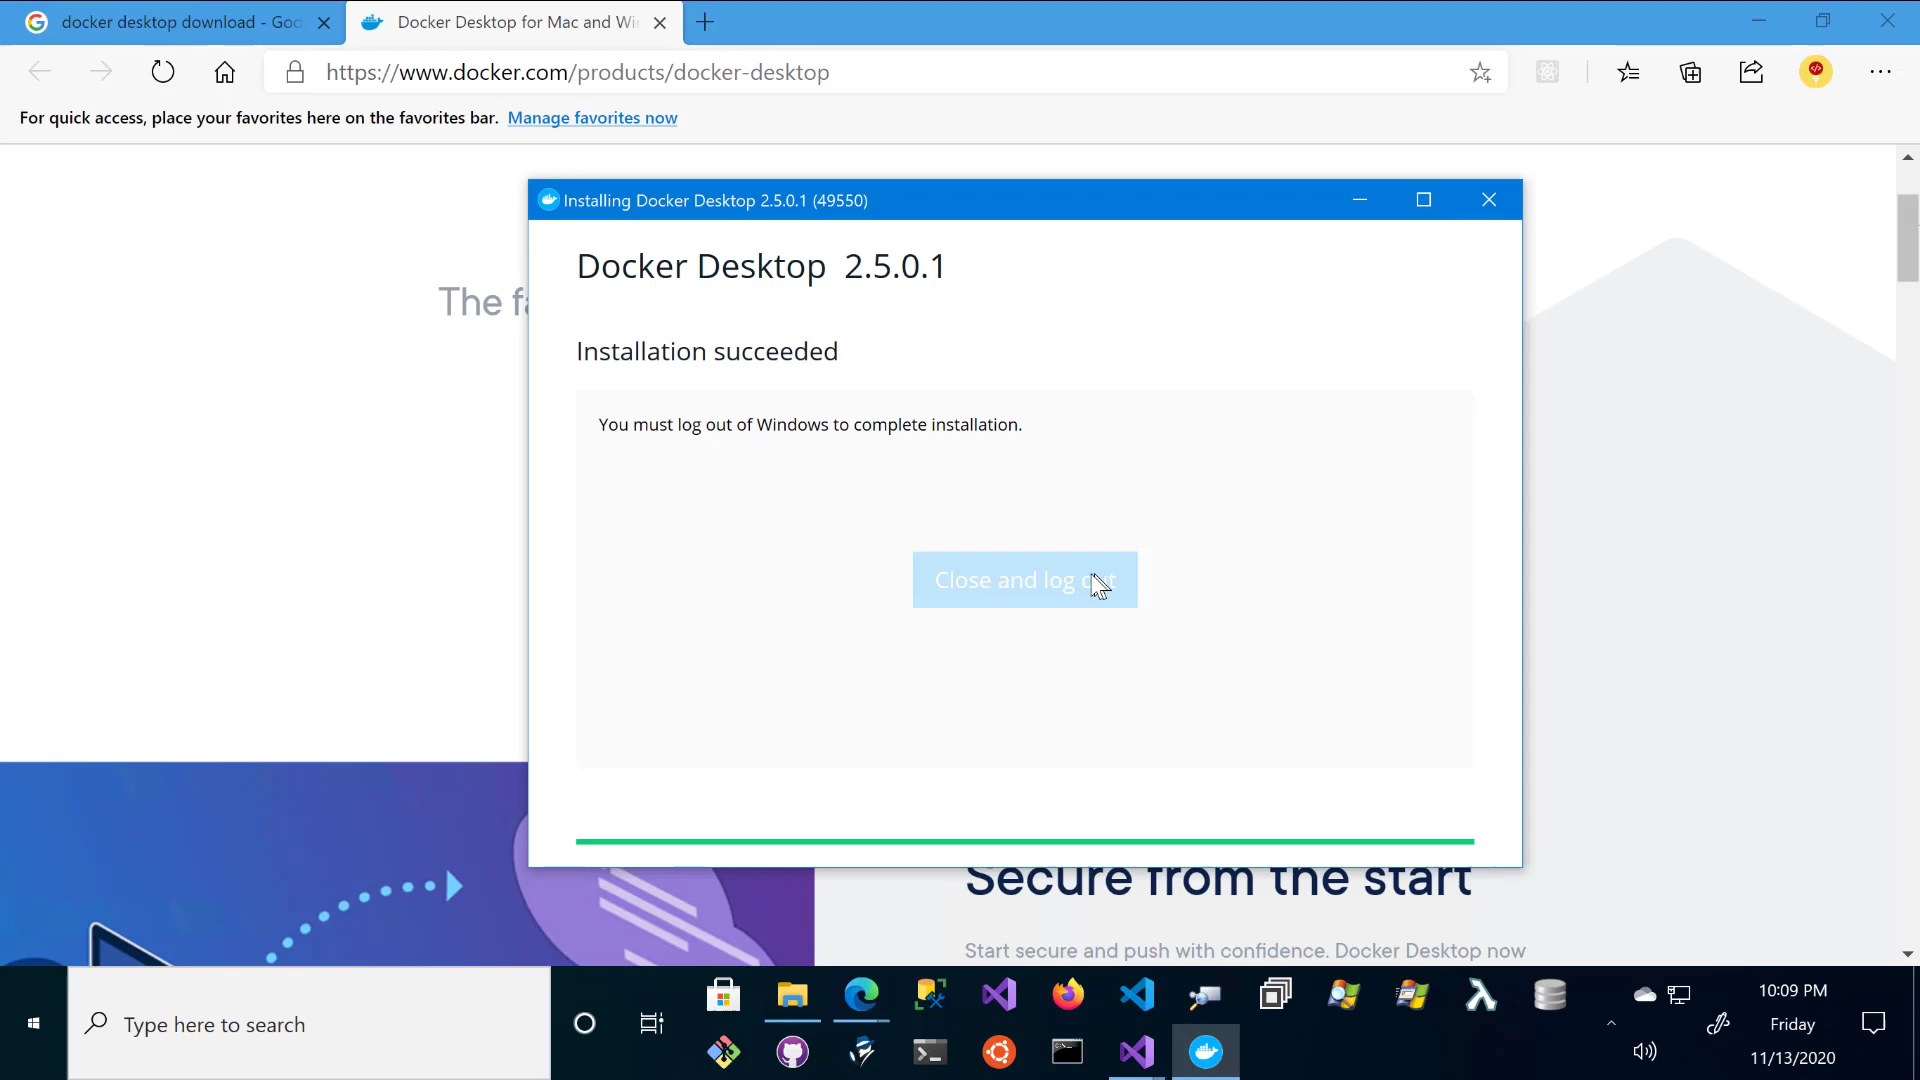 docker desktop download - Goo
Docker Desktop for Mac and Wi
https://www.docker.com/products/docker-desktop
For quick access, place your favorites here on the favorites bar. Manage favorites now
Installing Docker Desktop 2.5.0.1 (49550)
Docker Desktop 2.5.0.1
The fa
Installation succeeded
You must log out of Windows to complete installation.
Close and log out
Secure from the start
Start secure and push with confidence. Docker Desktop now
Type here to search
10:09 PM
Friday
11/13/2020